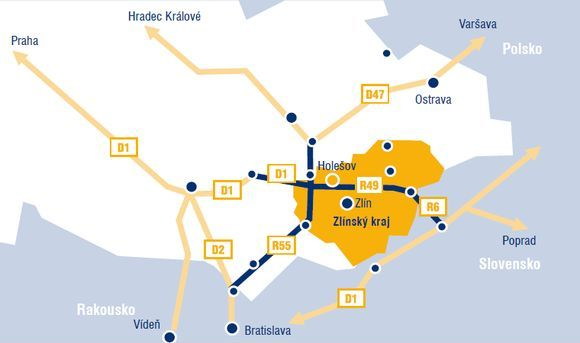 Hradec Králové
Praha
Varšava
Polsko
D47
Ostrava
D1
Holešov
D1
R49
D1
Zlín
R6
Zlínský kraj
D2
R55
Poprad
Slovensko
D1
Rakousko
Vídeň
Bratislava